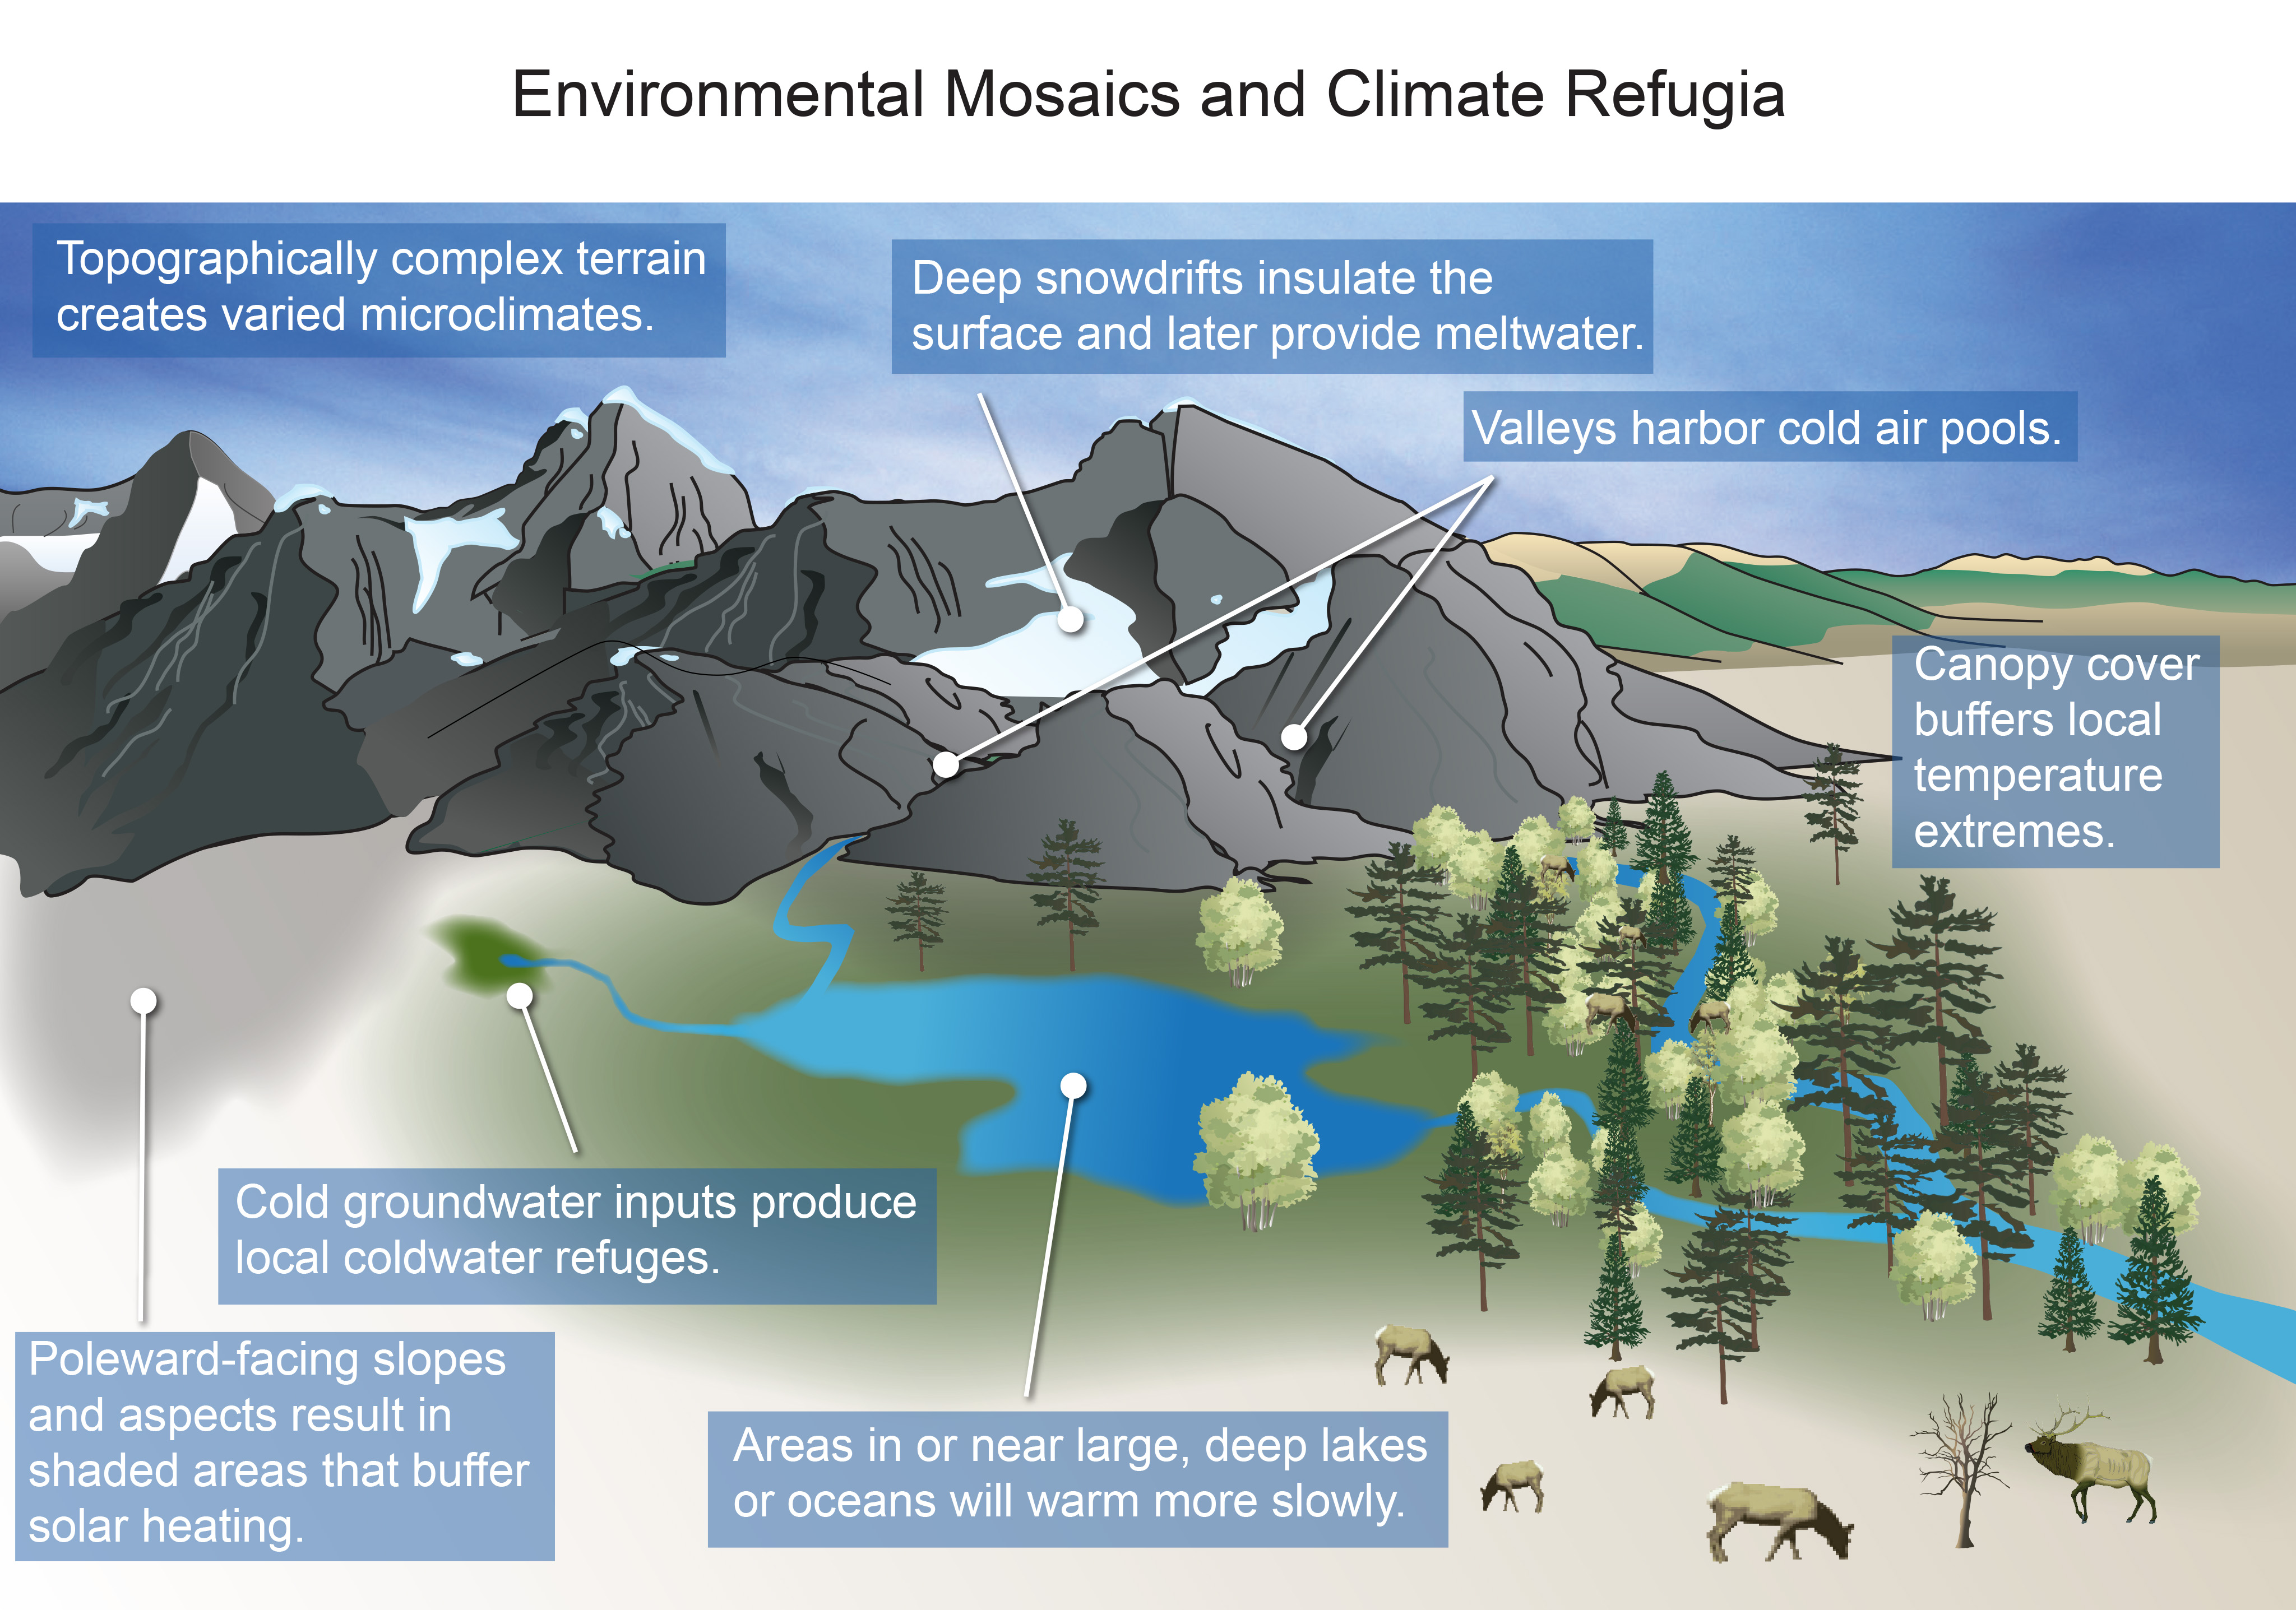 Environmental Mosaics and Climate Refugia
Topographically complex terrain
creates varied microclimates.
Deep snowdrifts insulate the
surface and later provide meltwater.
Valleys harbor cold air pools.
Canopy cover
buffers local
temperature
extremes.
Cold groundwater inputs produce
local coldwater refuges.
Poleward-facing slopes
and aspects result in
shaded areas that buffer
solar heating.
Areas in or near large, deep lakes
or oceans will warm more slowly.